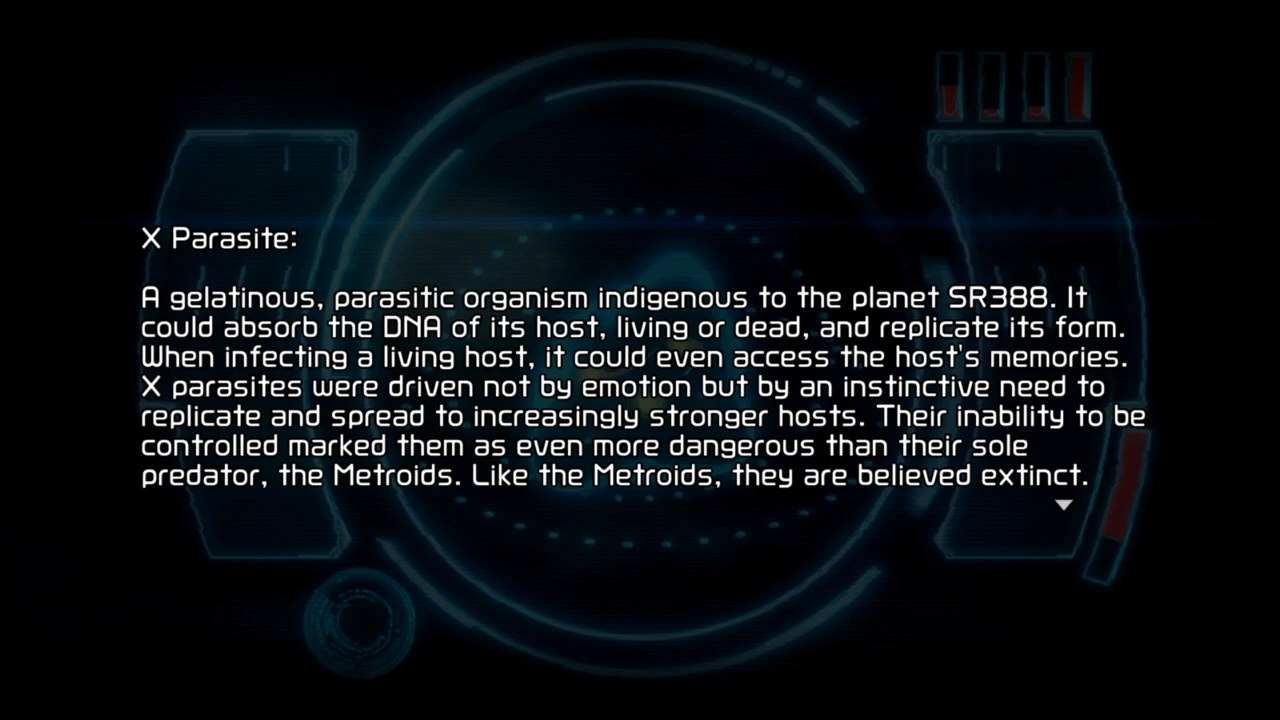 X Parasite:
A gelatinous, parasitic organism indigenous to the planet SR388. It
could absorb the DNA of its host, living or dead, and replicate its form.
When infecting a living host, it could even access the host's memories.
X parasites were driven not by emotion but by an instinctive need to
replicate and spread to increasingly stronger hosts. Their inability to be
controlled marked them as even more dangerous than their sole
predator, the Metroids. Like the Metroids, they are believed extinct.